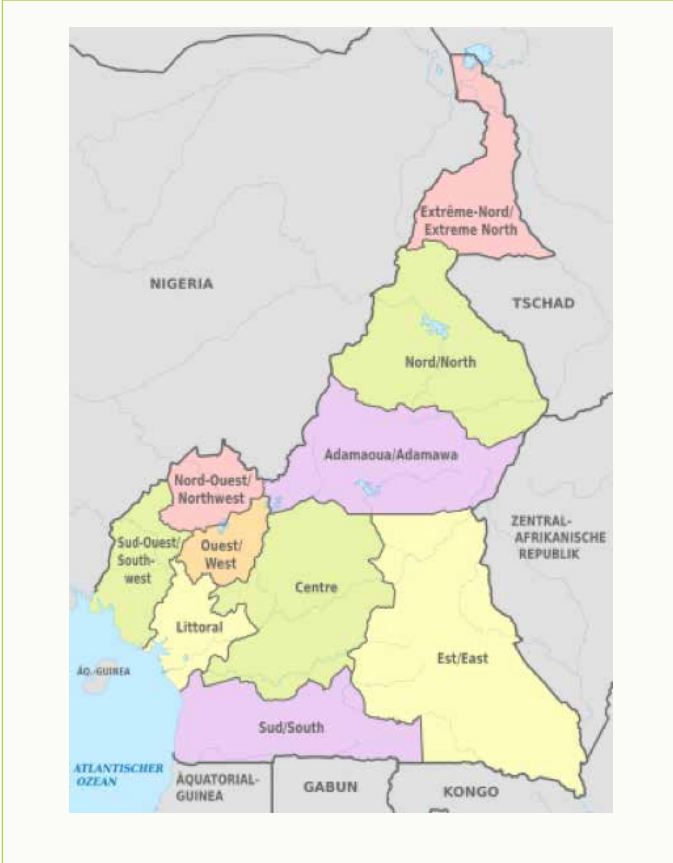 Extrême-Nord/
Extreme North
NIGERIA
TSCHAD
Nord/North
Adamaoua/Adamawa
Nord-Ouest/
Northwest
ZENTRAL-
AFRIKANISCHE
REPUBLIK
Sud-Ouest/
South-
west
Ouest/
West
Centre
Littoral
Est/East
ÄQ.-GUINEA
Sud/South
ATLANTISCHER
OZEAN
ÄQUATORIAL-
GUINEA
GABUN
KONGO